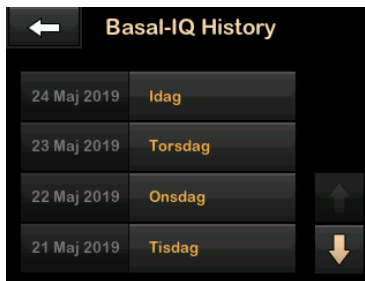 Basal-IQ History
24 Maj 2019 Idag
23 Maj 2019 Torsdag
22 Maj 2019 Onsdag
21 Maj 2019 Tisdag